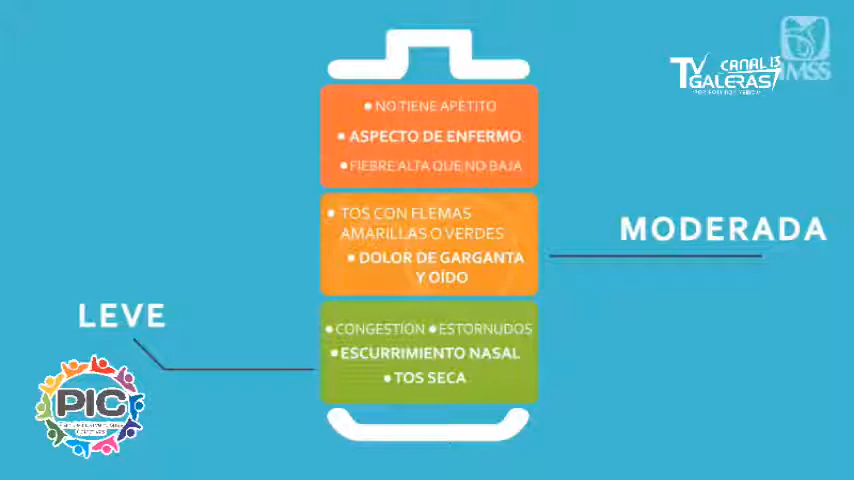 IMSS
TV CANAL 13
GALERAS
• NO TIENE APETITO
• ASPECTO DE ENFERMO
• FIEBRE ALTA QUE NO BAJA
• TOS CON FLEMAS
AMARILLAS O VERDES
• DOLOR DE GARGANTA
Y OÍDO
MODERADA
LEVE
• CONGESTIÓN • ESTORNUDOS
• ESCURRIMIENTO NASAL
• TOS SECA
PIC